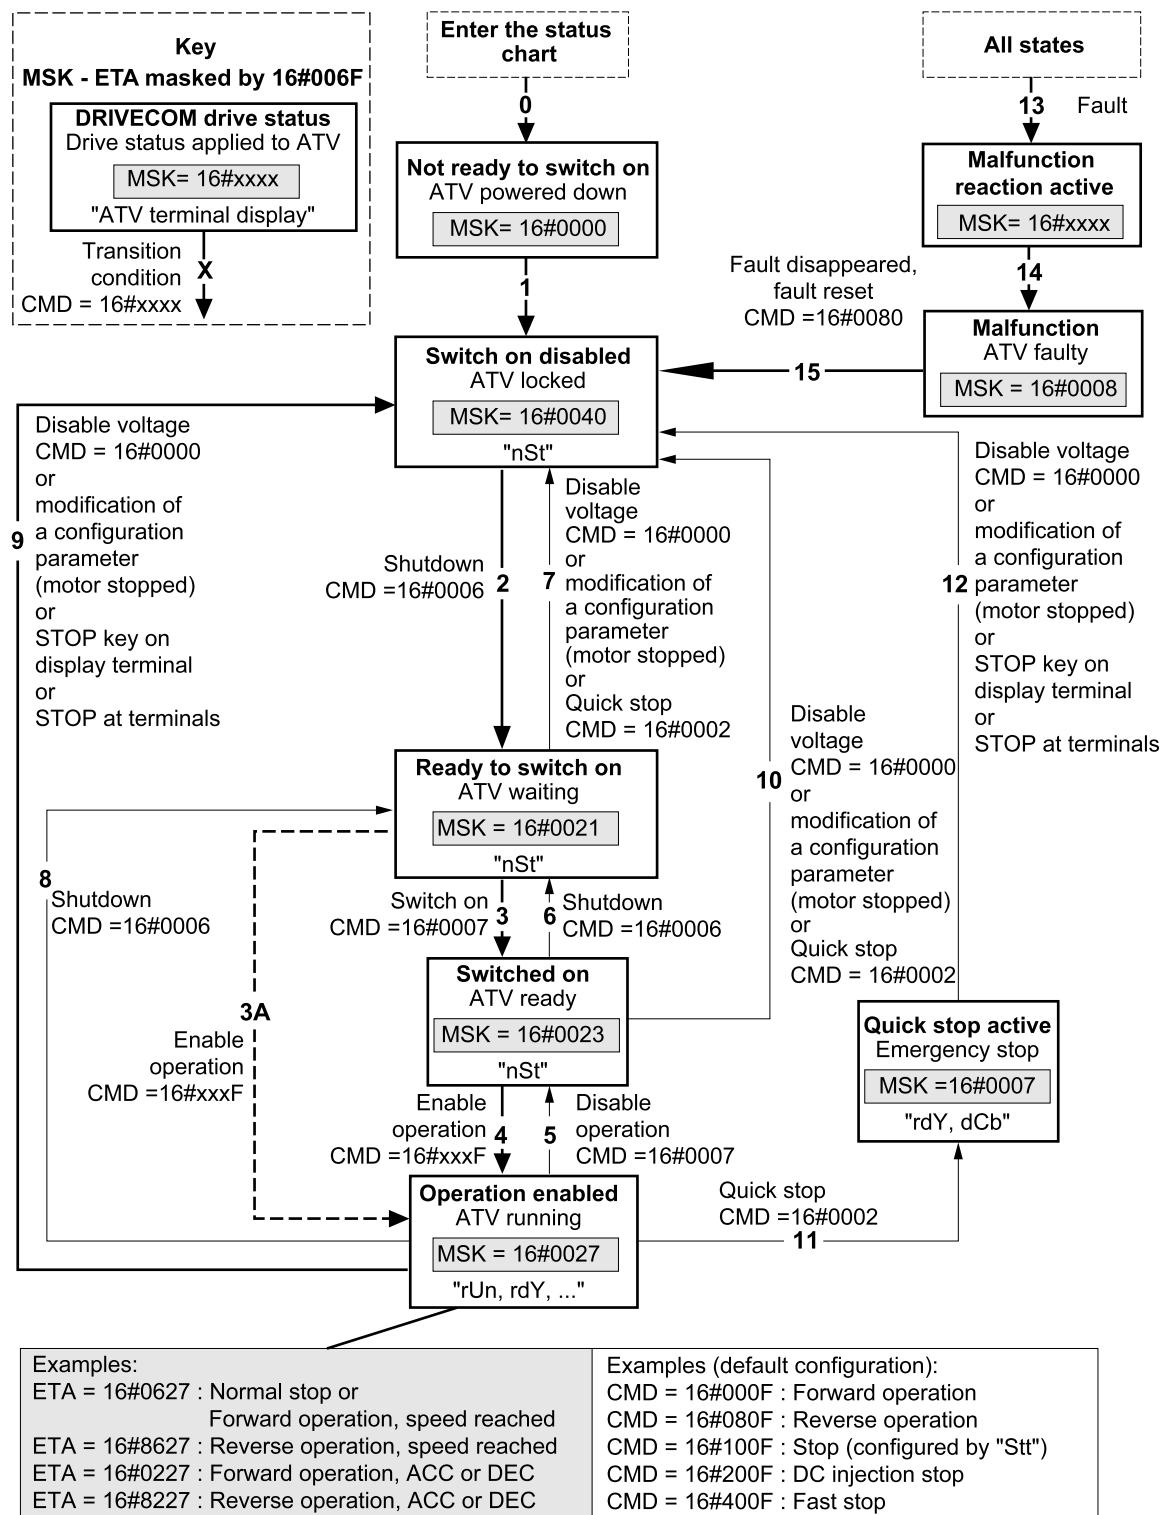 Key
MSK - ETA masked by 16#006F
DRIVECOM drive status
Drive status applied to ATV
MSK= 16#xxxx
"ATV terminal display"
Transition
condition
CMD = 16#xxxx
X
Enter the status
chart
0
Not ready to switch on
ATV powered down
MSK= 16#0000
1
All states
13
Fault
Malfunction
reaction active
MSK= 16#xxxx
14
Fault disappeared,
fault reset
CMD =16#0080
Malfunction
ATV faulty
MSK = 16#0008
15
Switch on disabled
ATV locked
MSK= 16#0040
"nSt"
9
Disable voltage
CMD = 16#0000
or
modification of
a configuration
parameter
(motor stopped)
or
STOP key on
display terminal
or
STOP at terminals
Shutdown
CMD =16#0006
2
7
Disable
voltage
CMD = 16#0000
or
modification of
a configuration
parameter
(motor stopped)
or
Quick stop
CMD = 16#0002
12
Disable voltage
CMD = 16#0000
or
modification of
a configuration
parameter
(motor stopped)
or
STOP key on
display terminal
or
STOP at terminals
10
Disable
voltage
CMD = 16#0000
or
modification of
a configuration
parameter
(motor stopped)
or
Quick stop
CMD = 16#0002
Ready to switch on
ATV waiting
MSK = 16#0021
"nSt"
8
Shutdown
CMD =16#0006
Switch on
CMD =16#0007
3
6
Shutdown
CMD =16#0006
Switched on
ATV ready
MSK = 16#0023
"nSt"
3A
Enable
operation
CMD =16#xxxF
Quick stop active
Emergency stop
MSK =16#0007
"rdY, dCb"
Enable
operation
CMD =16#xxxF
4
5
Disable
operation
CMD =16#0007
Operation enabled
ATV running
MSK = 16#0027
"rUn, rdY, ..."
Quick stop
CMD =16#0002
11
Examples:
ETA = 16#0627 : Normal stop or
Forward operation, speed reached
ETA = 16#8627 : Reverse operation, speed reached
ETA = 16#0227 : Forward operation, ACC or DEC
ETA = 16#8227 : Reverse operation, ACC or DEC
Examples (default configuration):
CMD = 16#000F : Forward operation
CMD = 16#080F : Reverse operation
CMD = 16#100F : Stop (configured by "Stt")
CMD = 16#200F : DC injection stop
CMD = 16#400F : Fast stop